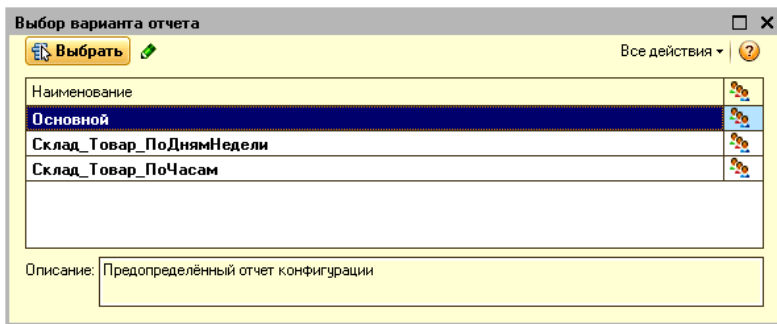 Выбор варианта отчета
Выбрать
Все действия
?
Наименование
Основной
Склад_Товар_ПоДнямНедели
Склад_Товар_ПоЧасам
Описание: Предопределённый отчет конфигурации